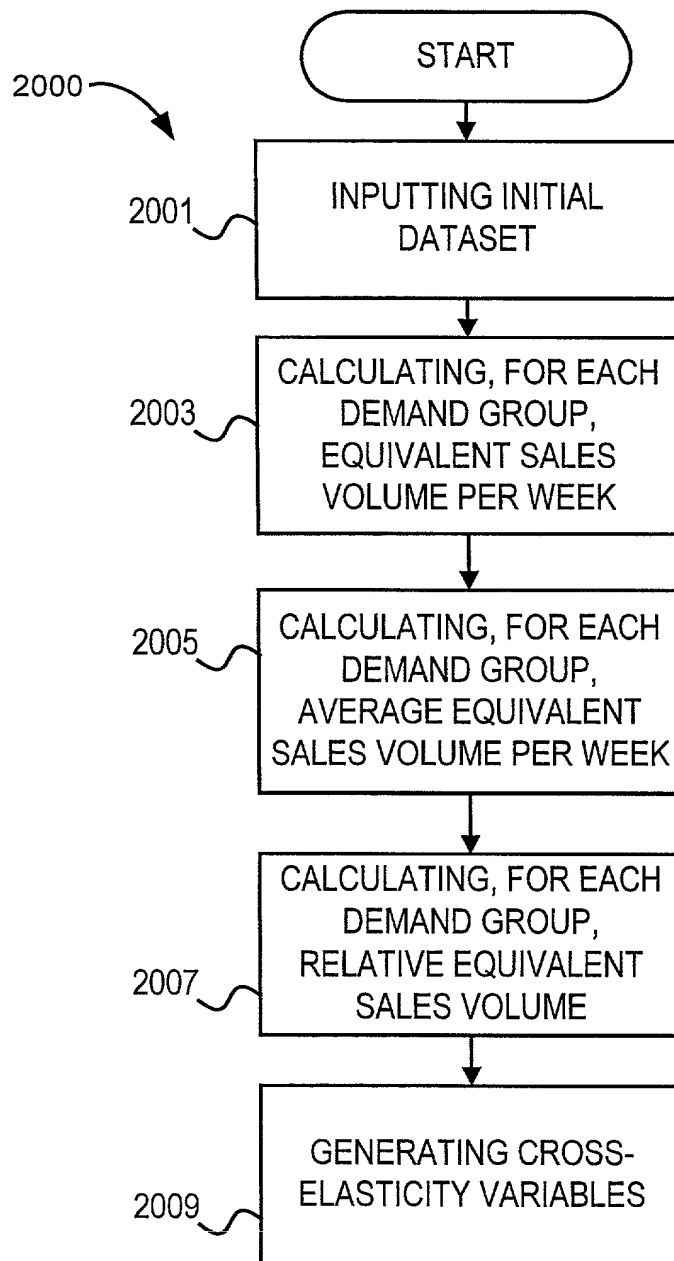 START
2000
2001
INPUTTING INITIAL
DATASET
2003
CALCULATING, FOR EACH
DEMAND GROUP,
EQUIVALENT SALES
VOLUME PER WEEK
2005
CALCULATING, FOR EACH
DEMAND GROUP,
AVERAGE EQUIVALENT
SALES VOLUME PER WEEK
2007
CALCULATING, FOR EACH
DEMAND GROUP,
RELATIVE EQUIVALENT
SALES VOLUME
2009
GENERATING CROSS-
ELASTICITY VARIABLES